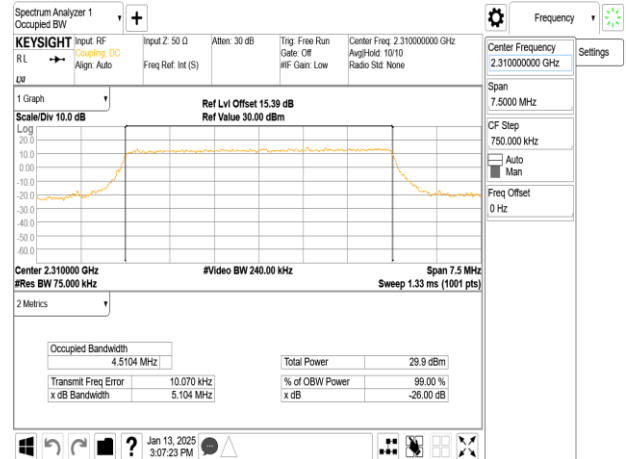 Spectrum Analyzer 1
Occupied BW
Frequency
KEYSIGHT Input: RF Input Z: 50 Ω Atten: 30 dB Trig: Free Run Center Freq: 2.310000000 GHz
RL Coupling: DC Gate: Off Avg|Hold: 10/10
Align: Auto Freq Ref: Int (S) #IF Gain: Low Radio Std: None
LXI
Center Frequency
2.310000000 GHz
Settings
Span
7.5000 MHz
CF Step
750.000 kHz
Auto
Man
Freq Offset
0 Hz
1 Graph
Ref Lvl Offset 15.39 dB
Scale/Div 10.0 dB Ref Value 30.00 dBm
Log
20.0
10.0
0.00
-10.0
-20.0
-30.0
-40.0
-50.0
-60.0
Center 2.310000 GHz #Video BW 240.00 kHz Span 7.5 MHz
#Res BW 75.000 kHz Sweep 1.33 ms (1001 pts)
2 Metrics
Occupied Bandwidth
4.5104 MHz
Total Power 29.9 dBm
Transmit Freq Error 10.070 kHz % of OBW Power 99.00 %
x dB Bandwidth 5.104 MHz x dB -26.00 dB
? Jan 13, 2025
3:07:23 PM